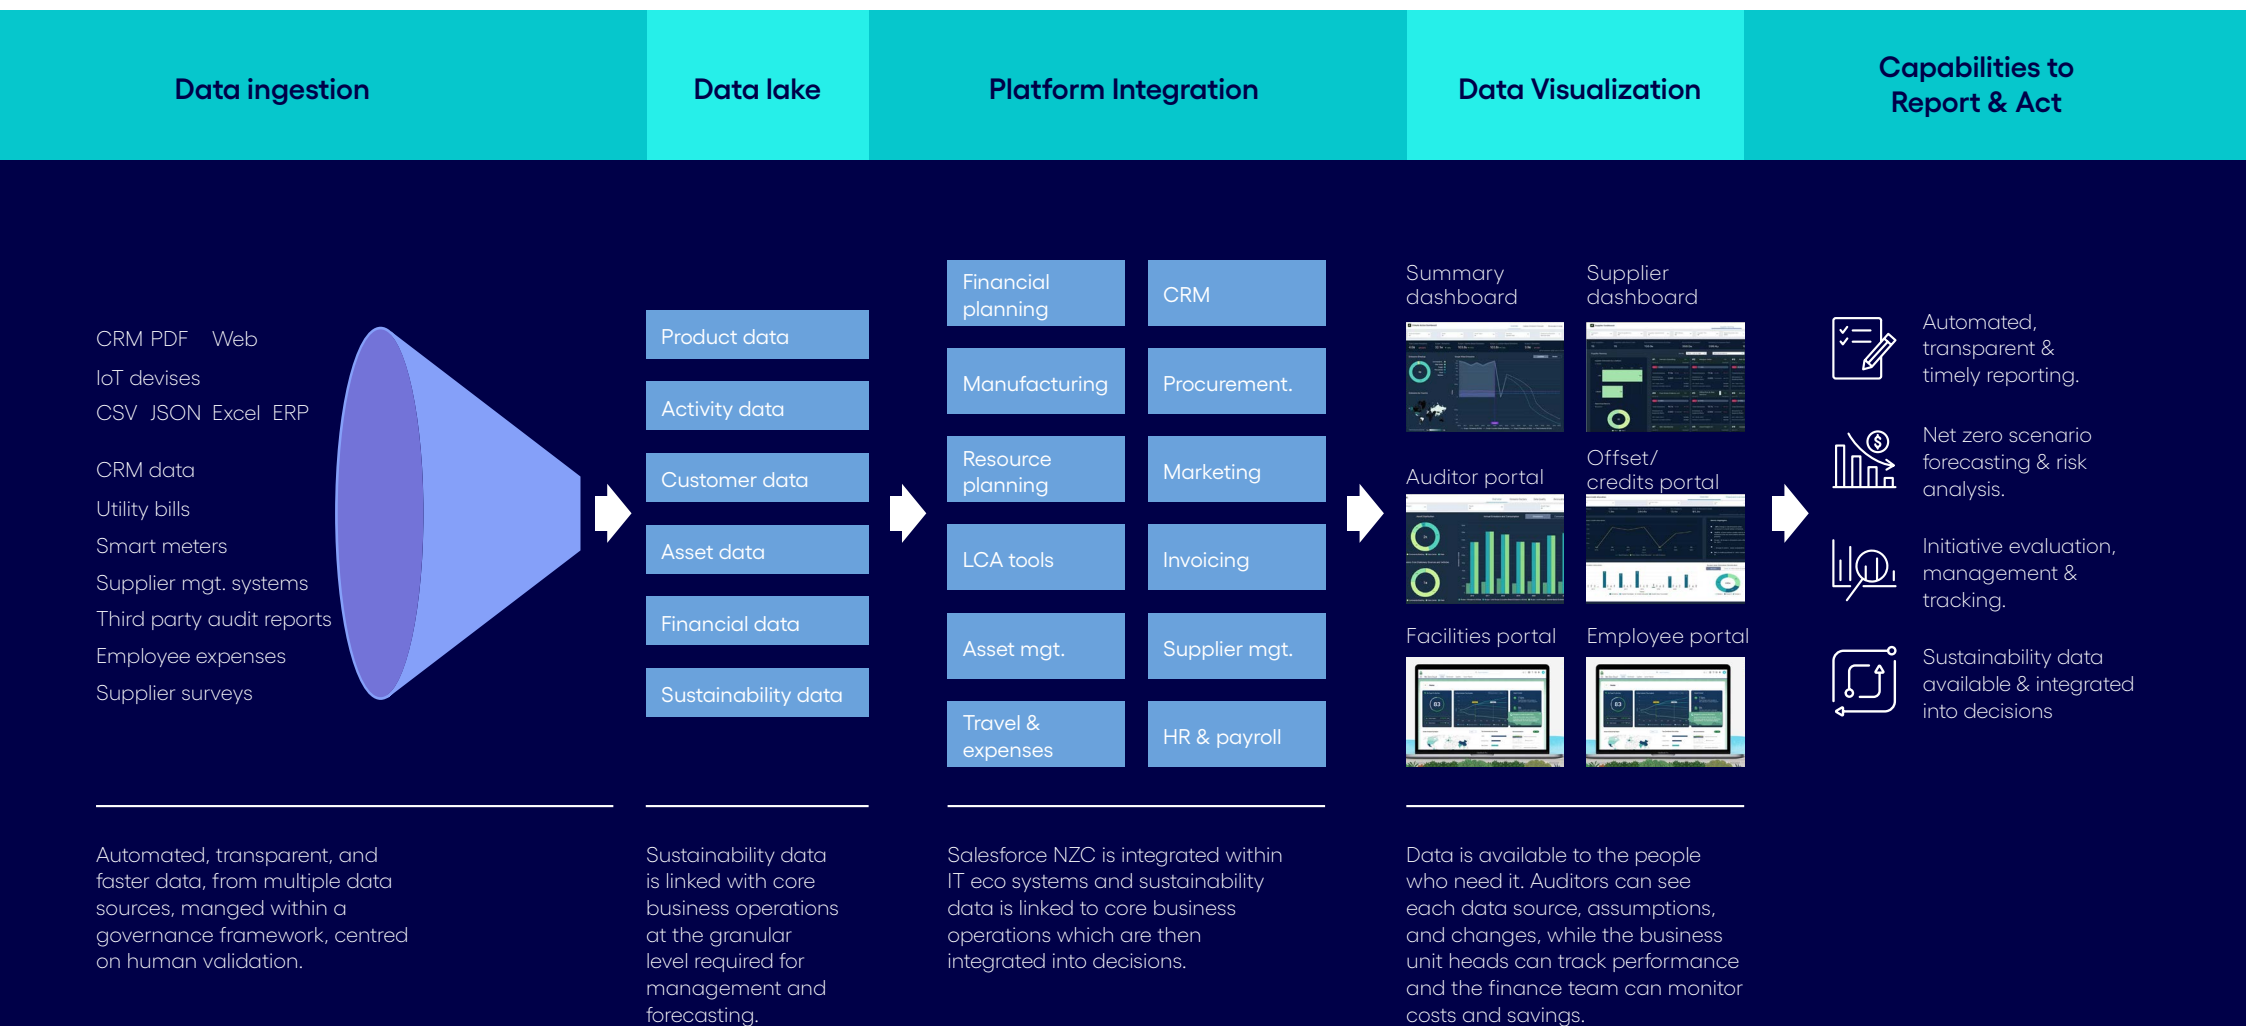 Data ingestion
Data lake
Platform Integration
Data Visualization
Capabilities to
Report & Act
CRM PDF Web
IoT devises
CSV JSON Excel ERP
CRM data
Utility bills
Smart meters
Supplier mgt. systems
Third party audit reports
Employee expenses
Supplier surveys
Automated, transparent, and
faster data, from multiple data
sources, manged within a
governance framework, centred
on human validation.
Product data
Activity data
Customer data
Asset data
Financial data
Sustainability data
Sustainability data
is linked with core
business operations
at the granular
level required for
management and
forecasting.
Financial
planning
CRM
Manufacturing
Procurement.
Resource
planning
Marketing
LCA tools
Invoicing
Asset mgt.
Supplier mgt.
Travel &
expenses
HR & payroll
Salesforce NZC is integrated within
IT eco systems and sustainability
data is linked to core business
operations which are then
integrated into decisions.
Summary
dashboard
Supplier
dashboard
Auditor portal
Offset/
credits portal
Facilities portal
Employee portal
83
83
Data is available to the people
who need it. Auditors can see
each data source, assumptions,
and changes, while the business
unit heads can track performance
and the finance team can monitor
costs and savings.
Automated,
transparent &
timely reporting.
Net zero scenario
forecasting & risk
analysis.
Initiative evaluation,
management &
tracking.
Sustainability data
available & integrated
into decisions